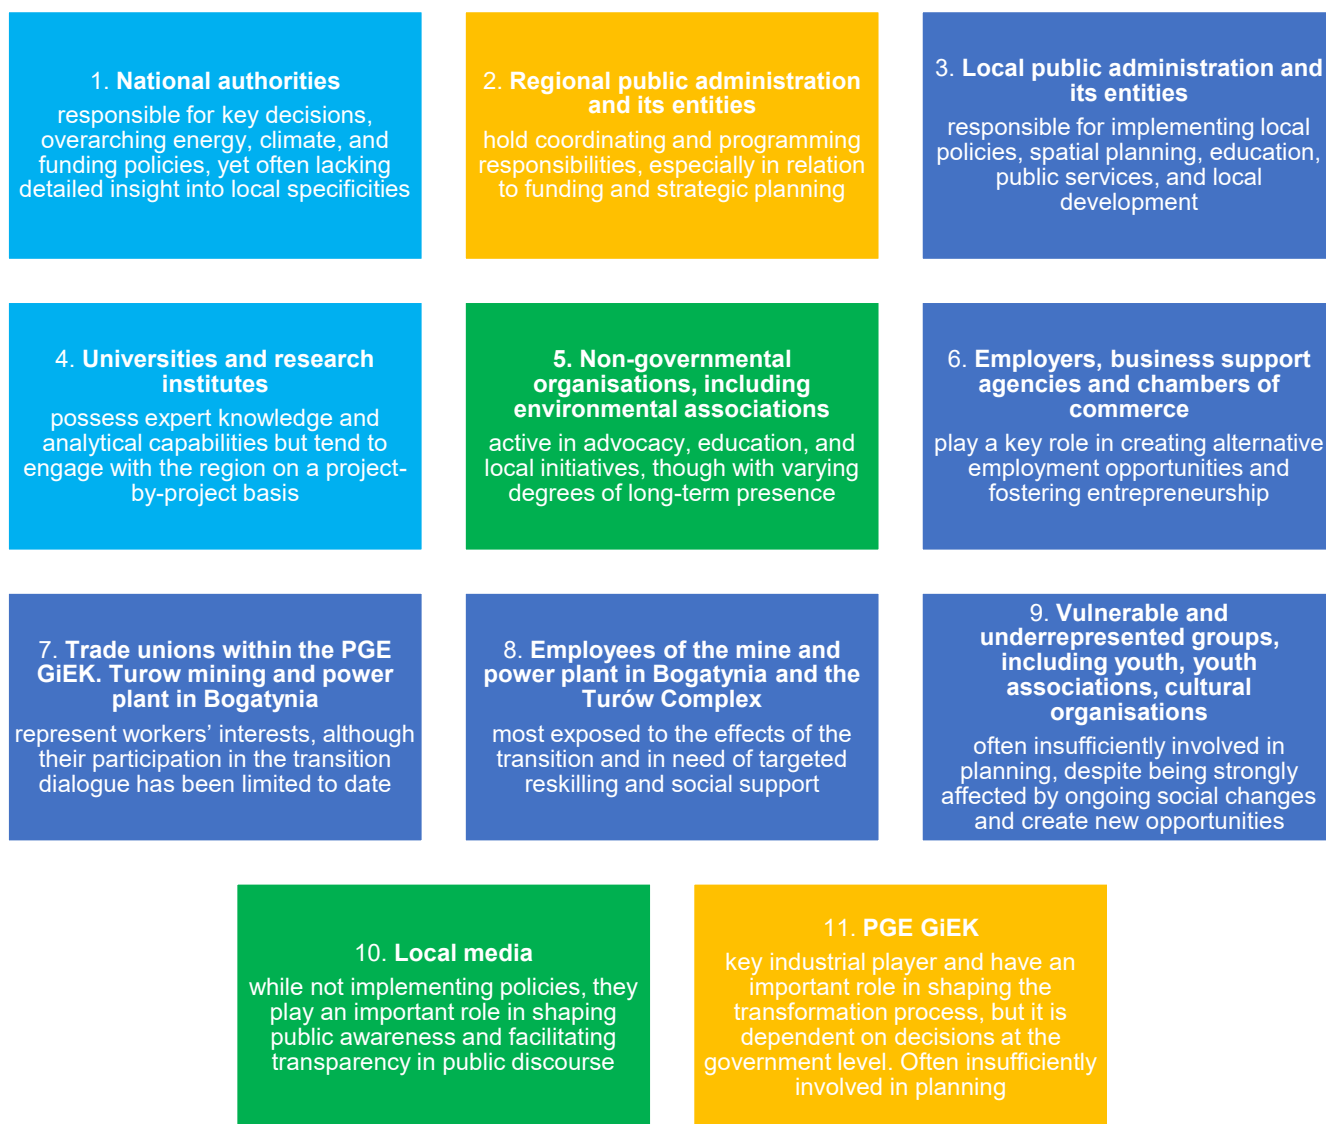 1. National authorities
responsible for key decisions,
overarching energy, climate, and
funding policies, yet often lacking
detailed insight into local specificities
2. Regional public administration
and its entities
hold coordinating and programming
responsibilities, especially in relation
to funding and strategic planning
3. Local public administration and
its entities
responsible for implementing local
policies, spatial planning, education,
public services, and local
development
4. Universities and research
institutes
possess expert knowledge and
analytical capabilities but tend to
engage with the region on a project-
by-project basis
5. Non-governmental
organisations, including
environmental associations
active in advocacy, education, and
local initiatives, though with varying
degrees of long-term presence
6. Employers, business support
agencies and chambers of
commerce
play a key role in creating alternative
employment opportunities and
fostering entrepreneurship
7. Trade unions within the PGE
GiEK. Turow mining and power
plant in Bogatynia
represent workers’ interests, although
their participation in the transition
dialogue has been limited to date
8. Employees of the mine and
power plant in Bogatynia and the
Turów Complex
most exposed to the effects of the
transition and in need of targeted
reskilling and social support
9. Vulnerable and
underrepresented groups,
including youth, youth
associations, cultural
organisations
often insufficiently involved in
planning, despite being strongly
affected by ongoing social changes
and create new opportunities
10. Local media
while not implementing policies, they
play an important role in shaping
public awareness and facilitating
transparency in public discourse
11. PGE GiEK
key industrial player and have an
important role in shaping the
transformation process, but it is
dependent on decisions at the
government level. Often insufficiently
involved in planning